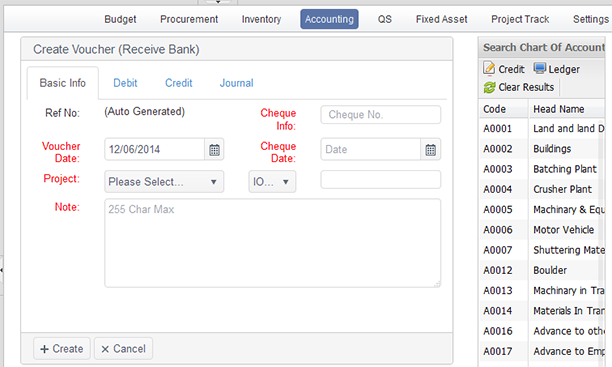 Budget Procurement Inventory Accounting QS Fixed Asset Project Track Settings
Create Voucher (Receive Bank)
Basic Info Debit Credit Journal
Ref No: (Auto Generated) Cheque Info: Cheque No.
Voucher Date: 12/06/2014 Cheque Date: Date
Project: Please Select... IO...
Note: 255 Char Max
+ Create × Cancel
Search Chart Of Accoun
Credit Ledger
Clear Results
Code Head Name
A0001 Land and land D
A0002 Buildings
A0003 Batching Plant
A0004 Crusher Plant
A0005 Machinery & Equ
A0006 Motor Vehicle
A0007 Shuttering Mate
A0012 Boulder
A0013 Machinery in Tra
A0014 Materials In Tran
A0016 Advance to othe
A0017 Advance to Emp